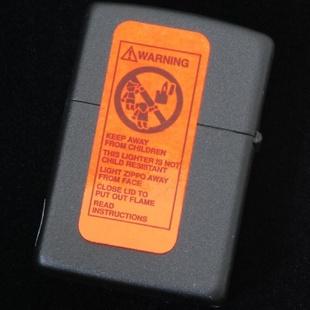 WARNING
KEEP AWAY
FROM CHILDREN
THIS LIGHTER IS NOT
CHILD RESISTANT
LIGHT ZIPPO AWAY
FROM FACE
CLOSE LID TO
PUT OUT FLAME
READ
INSTRUCTIONS